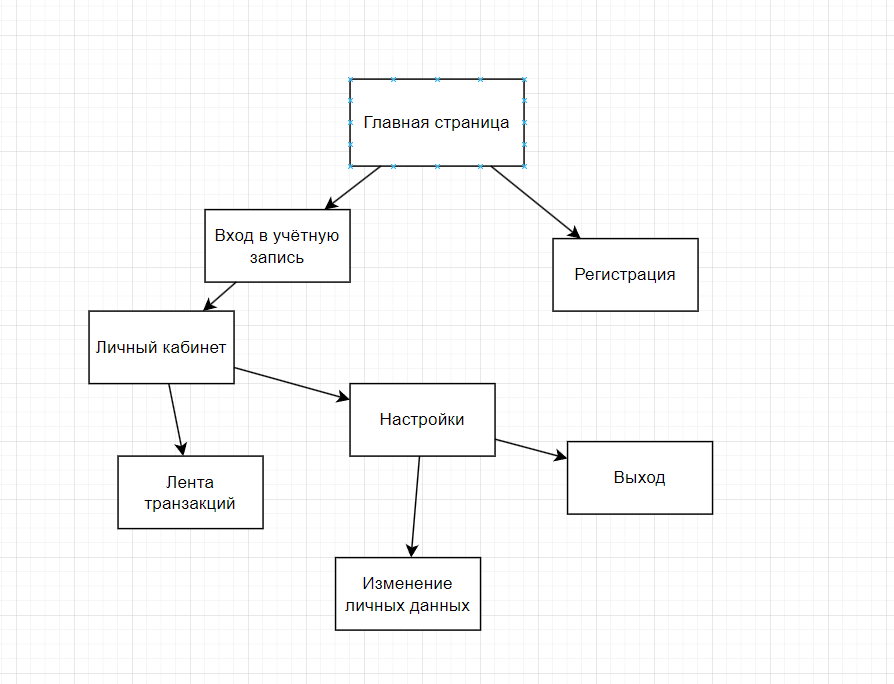 Главная страница
Вход в учётную
запись
Регистрация
Личный кабинет
Настройки
Выход
Лента
транзакций
Изменение
личных данных